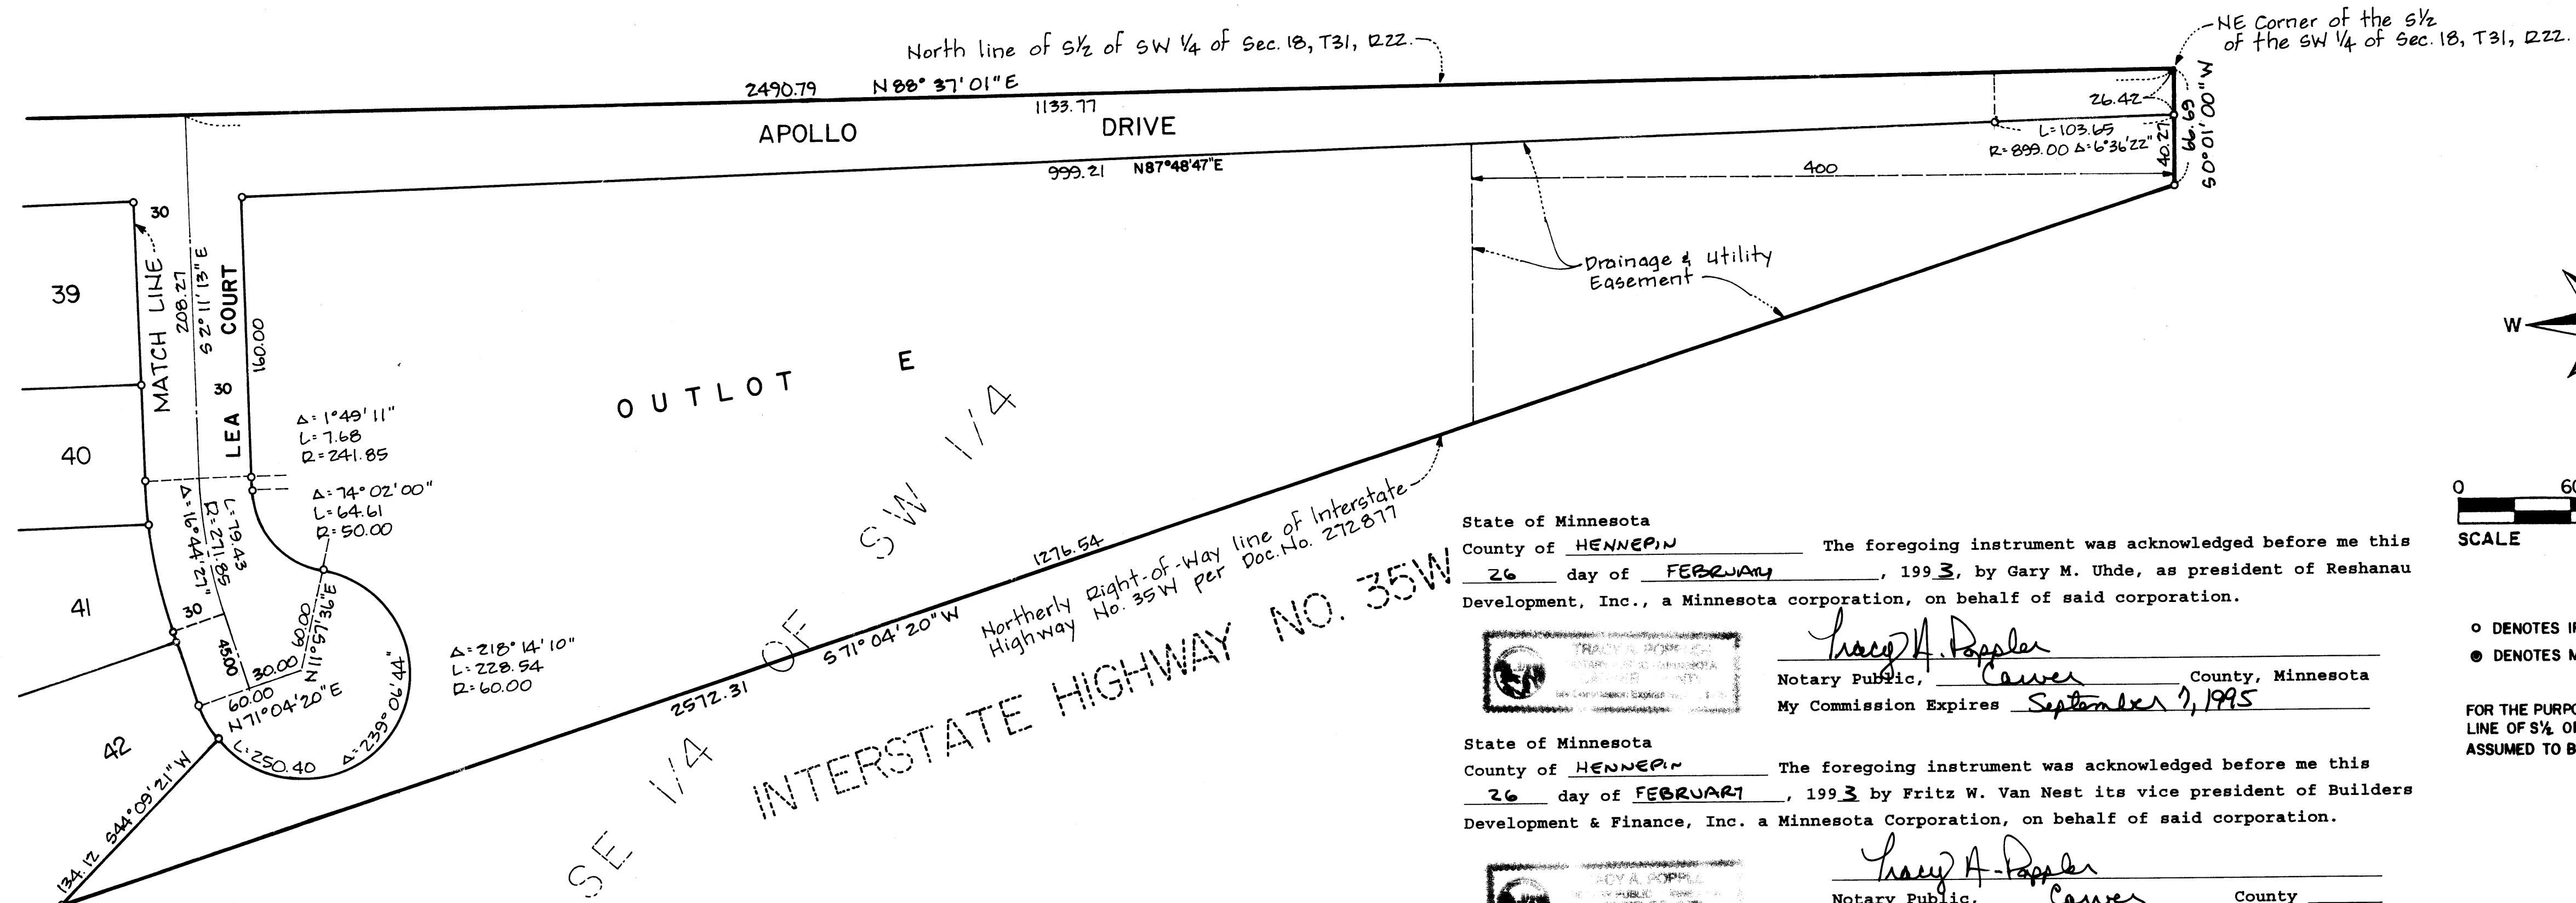 North line of S½ of SW ¼ of Sec. 18, T31, R22.
NE Corner of the S½
of the SW ¼ of Sec. 18, T31, R22.
2490.79 N 88° 37' 01" E
1133.77
APOLLO DRIVE
999.21 N87°48'47"E
26.42
L=103.65
R=899.00 Δ=6°36'22"
40.27
66.69
S0°01'00"W
400
Drainage & Utility
Easement
30
39
MATCH LINE
208.27
S 2° 11' 13" E
LEA COURT
160.00
30
40
OUTLOT E
Δ= 1°49'11"
L= 7.68
R= 241.85
Δ= 74° 02' 00"
L= 64.61
R= 50.00
L=79.43
R=271.85
Δ=16°44'27"
41
30
45.00
60.00
N11°51'36"E
30.00
60.00
N71°04'20"E
Δ= 218° 14' 10"
L= 228.54
R= 60.00
L=250.40
Δ=239°06'44"
42
134.12 S44°09'21"W
SE 1/4 OF SW 1/4
2572.31
S 71° 04' 20" W
1276.54
Northerly Right-of-Way line of Interstate
Highway No. 35W per Doc. No. 272877
INTERSTATE HIGHWAY NO. 35W
W
0 60
SCALE
State of Minnesota
County of HENNEPIN The foregoing instrument was acknowledged before me this
26 day of FEBRUARY, 1993, by Gary M. Uhde, as president of Reshanau
Development, Inc., a Minnesota corporation, on behalf of said corporation.
Tracy A. Poppler
Notary Public, Carver County, Minnesota
My Commission Expires September 7, 1995
State of Minnesota
County of HENNEPIN The foregoing instrument was acknowledged before me this
26 day of FEBRUARY, 1993 by Fritz W. Van Nest its vice president of Builders
Development & Finance, Inc. a Minnesota Corporation, on behalf of said corporation.
Tracy A. Poppler
Notary Public, Carver County
DENOTES
DENOTES
FOR THE
LINE OF S½
ASSUMED TO